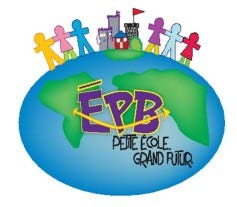 ÉPB
PETITE ÉCOLE
GRAND FUTUR